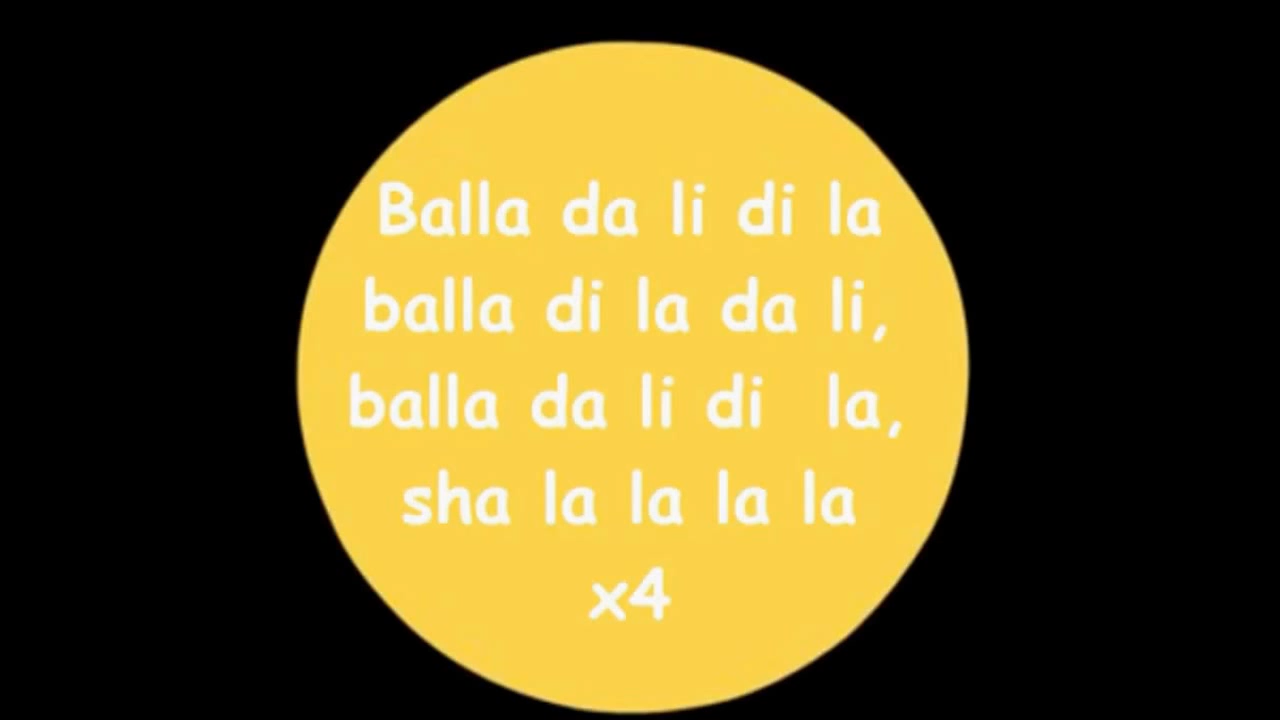 Balla da li di la
balla di la da li,
balla da li di la,
sha la la la la
x4